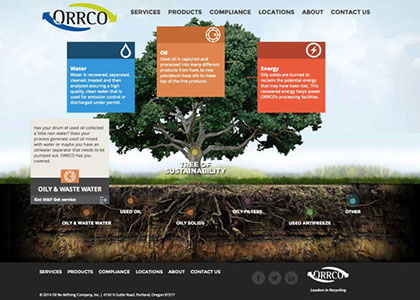 ORRCO
SERVICES PRODUCTS COMPLIANCE LOCATIONS ABOUT CONTACT US
Water
Water is recovered, separated,
cleaned, treated and then
analyzed assuring a high
quality, clean water that is
used for emission control or
discharged under permit.
Oil
Used oil is captured and
processed into many different
products from fuels to new
petroleum base oils to make
top of the line products.
Energy
Oily solids are burned to
reclaim the potential energy
that may have been lost. This
recovered energy helps power
ORRCO's processing facilities.
Has your drum of used oil collected
a little rain water? Does your
process generate used oil mixed
with water or maybe you have an
oil/water separator that needs to be
pumped out. ORRCO has you
covered.
OILY & WASTE WATER
Got this? Get service
TREE OF
SUSTAINABILITY
OILY & WASTE WATER
USED OIL
OILY SOLIDS
OIL FILTERS
USED ANTIFREEZE
OTHER
SERVICES PRODUCTS COMPLIANCE LOCATIONS ABOUT CONTACT US
© 2014 Oil Re-Refining Company, Inc. | 4150 N Suttle Road, Portland, Oregon 97217
ORRCO
Leaders in Recycling